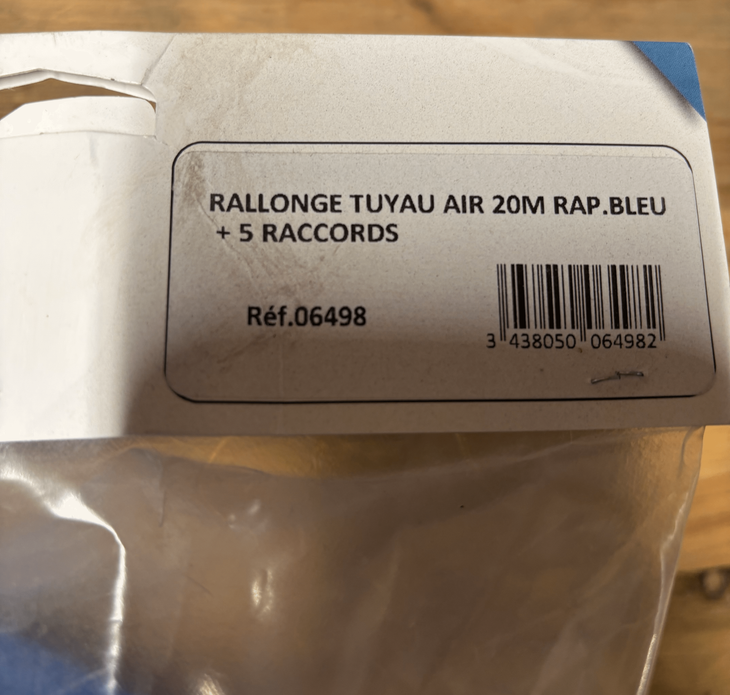 RALLONGE TUYAU AIR 20M RAP.BLEU
+ 5 RACCORDS
Réf.06498
3 438050 064982